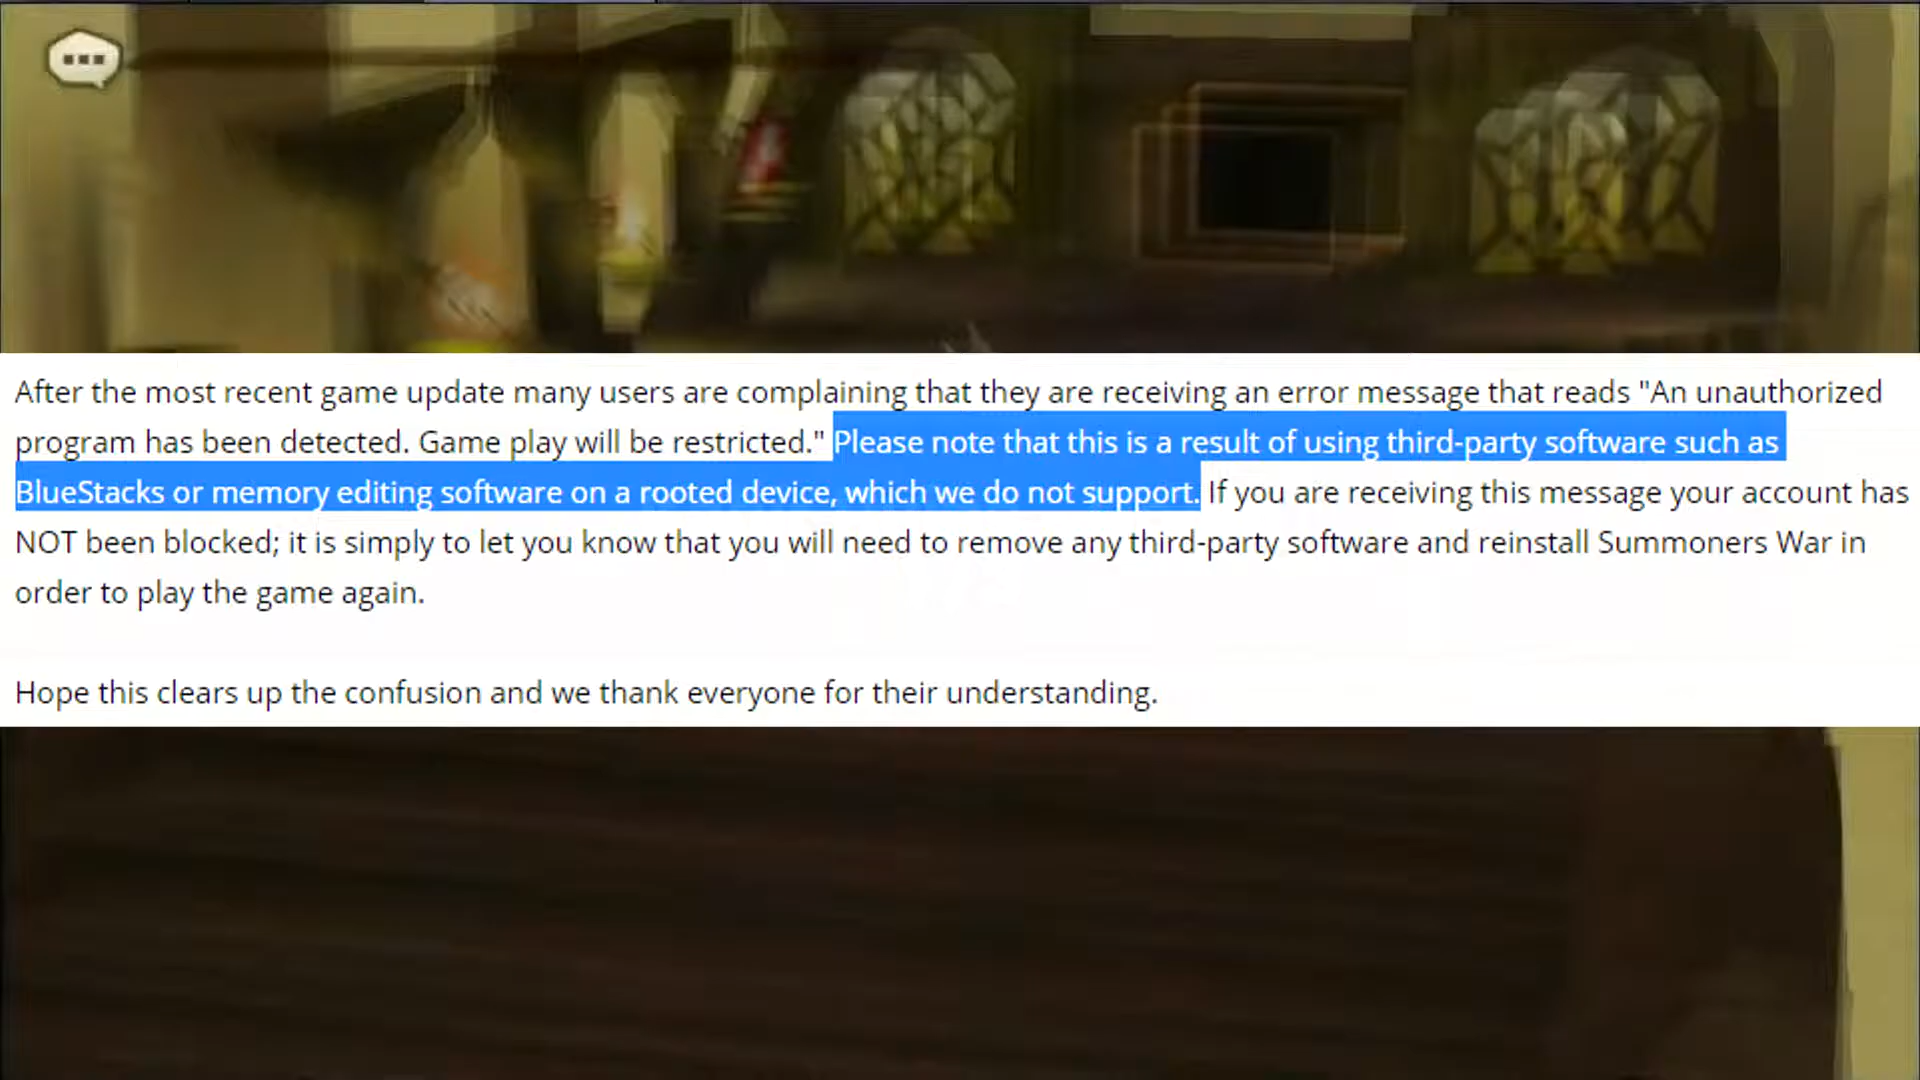 After the most recent game update many users are complaining that they are receiving an error message that reads "An unauthorized
program has been detected. Game play will be restricted." Please note that this is a result of using third-party software such as
BlueStacks or memory editing software on a rooted device, which we do not support. If you are receiving this message your account has
NOT been blocked; it is simply to let you know that you will need to remove any third-party software and reinstall Summoners War in
order to play the game again.
Hope this clears up the confusion and we thank everyone for their understanding.